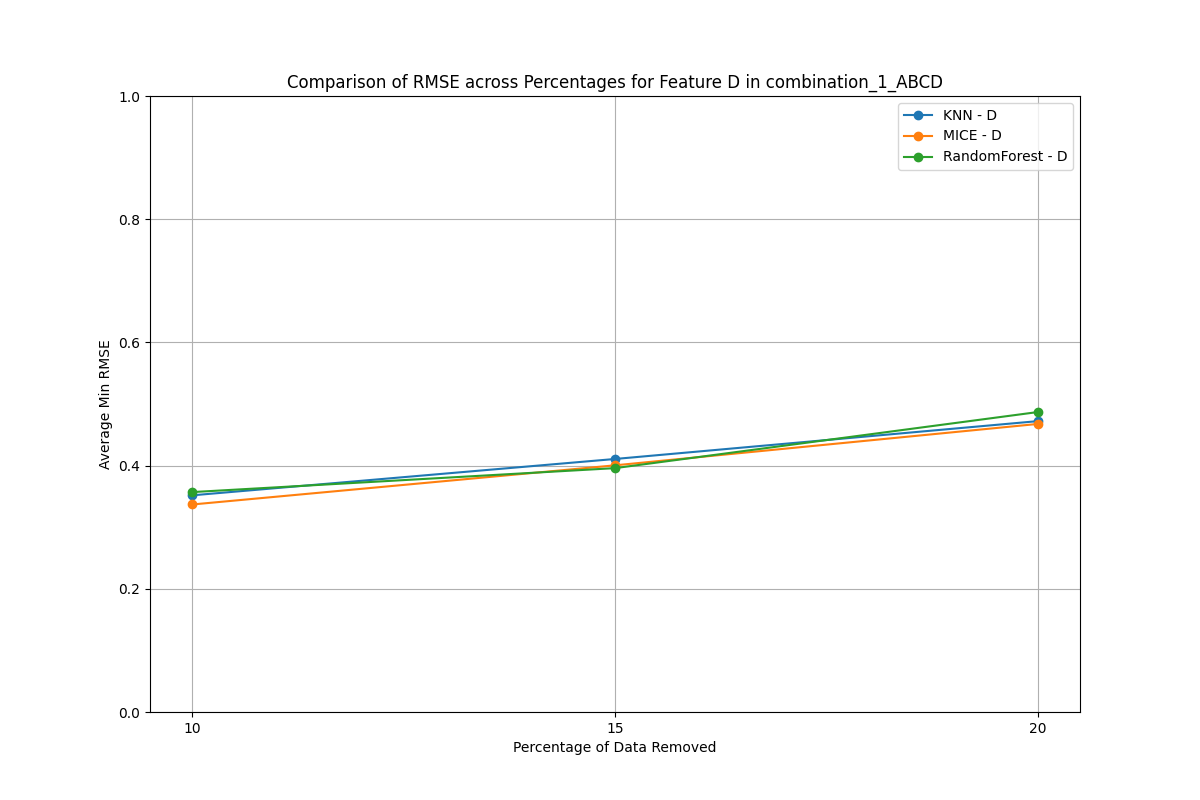 Comparison of RMSE across Percentages for Feature D in combination_1_ABCD
KNN - D
MICE - D
RandomForest - D
Average Min RMSE
1.0
0.8
0.6
0.4
0.2
0.0
10
15
20
Percentage of Data Removed